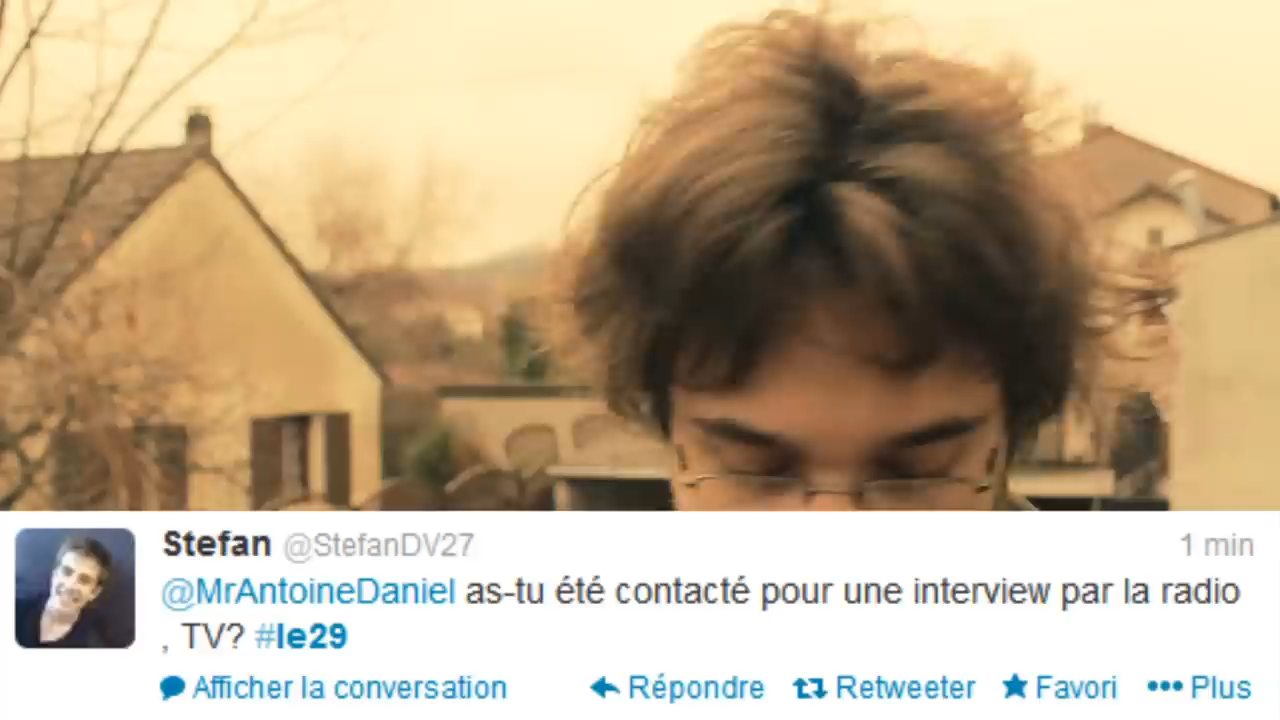 Stefan @StefanDV27 1 min
@MrAntoineDaniel as-tu été contacté pour une interview par la radio
, TV? #le29
Afficher la conversation Répondre Retweeter Favori Plus